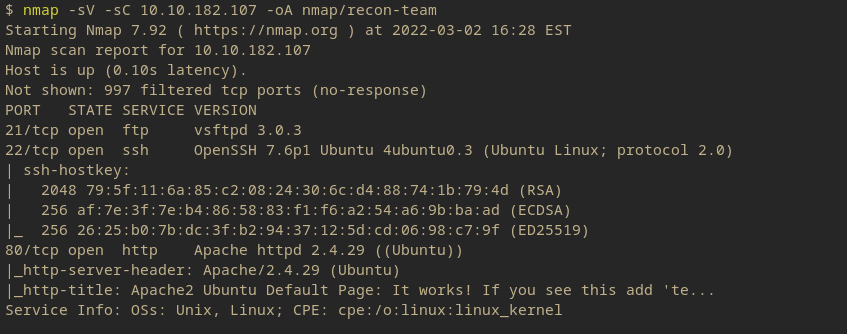 $ nmap -sV -sC 10.10.182.107 -oA nmap/recon-team
Starting Nmap 7.92 ( https://nmap.org ) at 2022-03-02 16:28 EST
Nmap scan report for 10.10.182.107
Host is up (0.10s latency).
Not shown: 997 filtered tcp ports (no-response)
PORT   STATE SERVICE VERSION
21/tcp open  ftp     vsftpd 3.0.3
22/tcp open  ssh     OpenSSH 7.6p1 Ubuntu 4ubuntu0.3 (Ubuntu Linux; protocol 2.0)
| ssh-hostkey:
|   2048 79:5f:11:6a:85:c2:08:24:30:6c:d4:88:74:1b:79:4d (RSA)
|   256 af:7e:3f:7e:b4:86:58:83:f1:f6:a2:54:a6:9b:ba:ad (ECDSA)
|_  256 26:25:b0:7b:dc:3f:b2:94:37:12:5d:cd:06:98:c7:9f (ED25519)
80/tcp open  http    Apache httpd 2.4.29 ((Ubuntu))
|_http-server-header: Apache/2.4.29 (Ubuntu)
|_http-title: Apache2 Ubuntu Default Page: It works! If you see this add 'te...
Service Info: OSs: Unix, Linux; CPE: cpe:/o:linux:linux_kernel